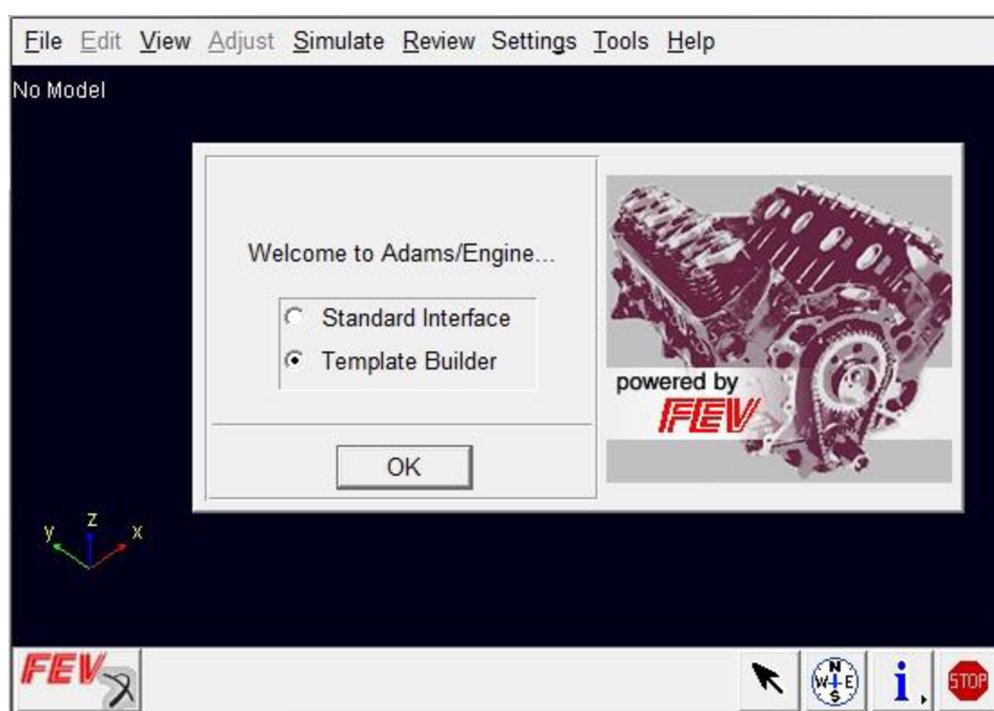 File Edit View Adjust Simulate Review Settings Tools Help
No Model
Welcome to Adams/Engine...
Standard Interface
Template Builder
OK
powered by
FEV
z
y x
FEV
N
W E
S
i
STOP